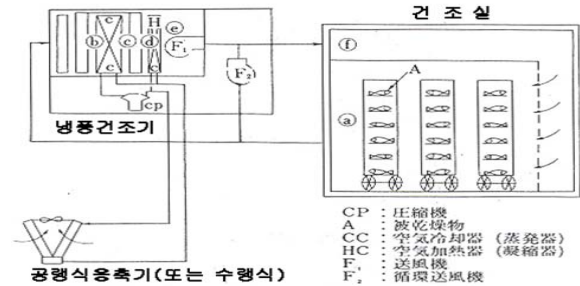 건 조 실
H
c
e
b
c
d
F₁
f
F₂
A
c
c
a
cp
냉풍건조기
CP : 圧縮機
A : 被乾燥物
CC : 空気冷却器 (蒸発器)
HC : 空気加熱器 (凝縮器)
F₁ : 送風機
F₂ : 循環送風機
공랭식응축기(또는 수랭식)